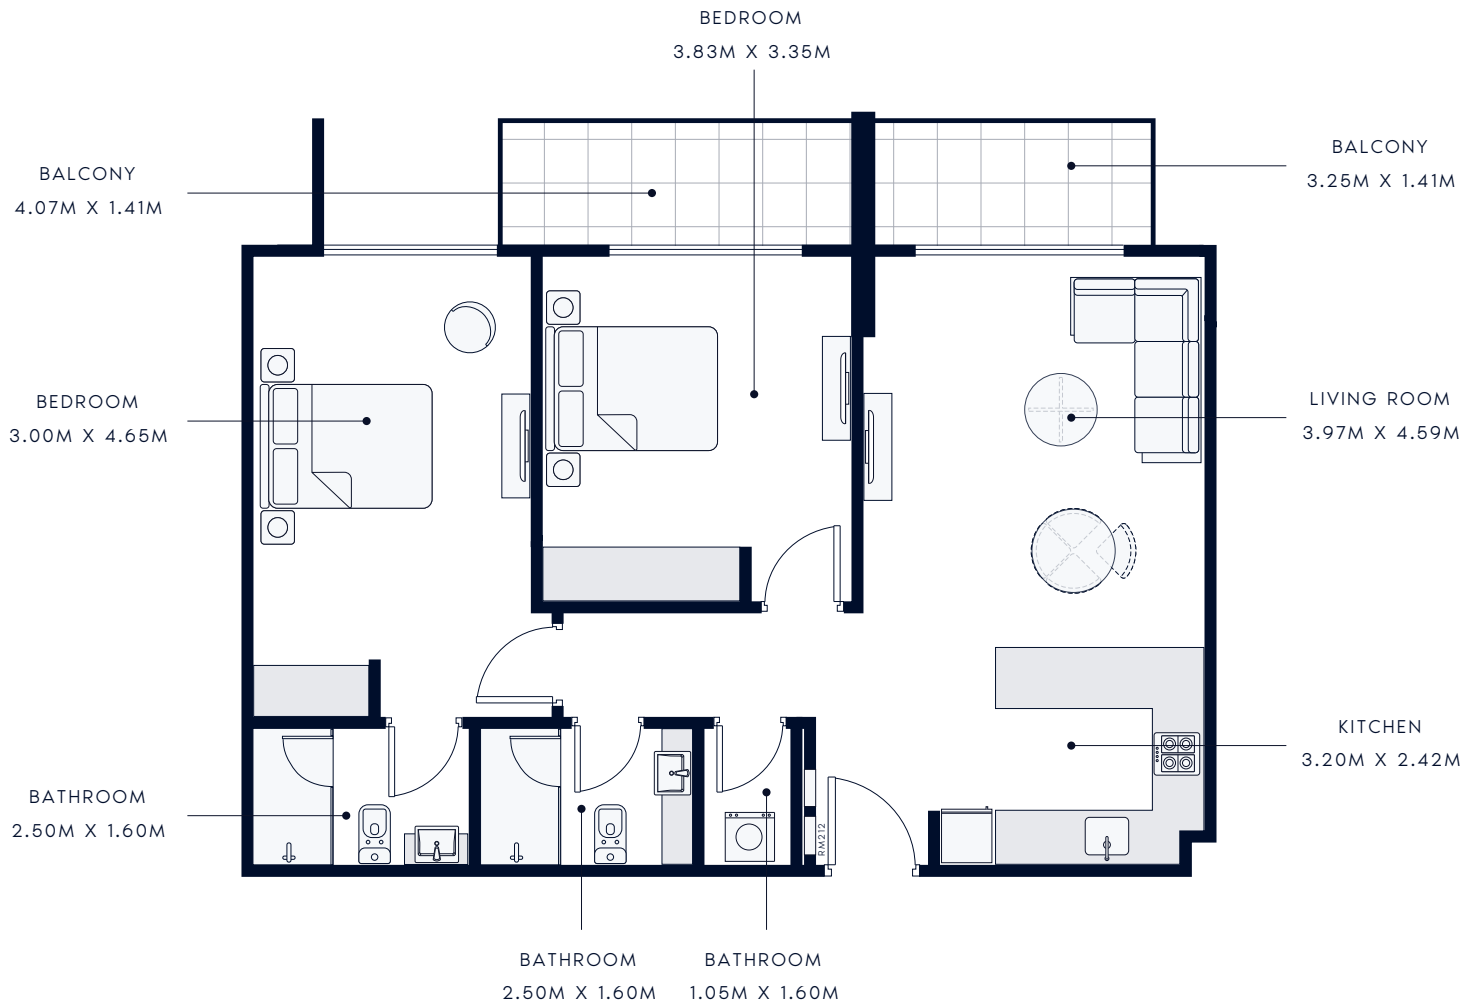 BEDROOM
3.83M X 3.35M
BALCONY
4.07M X 1.41M
BALCONY
3.25M X 1.41M
BEDROOM
3.00M X 4.65M
LIVING ROOM
3.97M X 4.59M
KITCHEN
3.20M X 2.42M
BATHROOM
2.50M X 1.60M
RM212
BATHROOM
2.50M X 1.60M
BATHROOM
1.05M X 1.60M